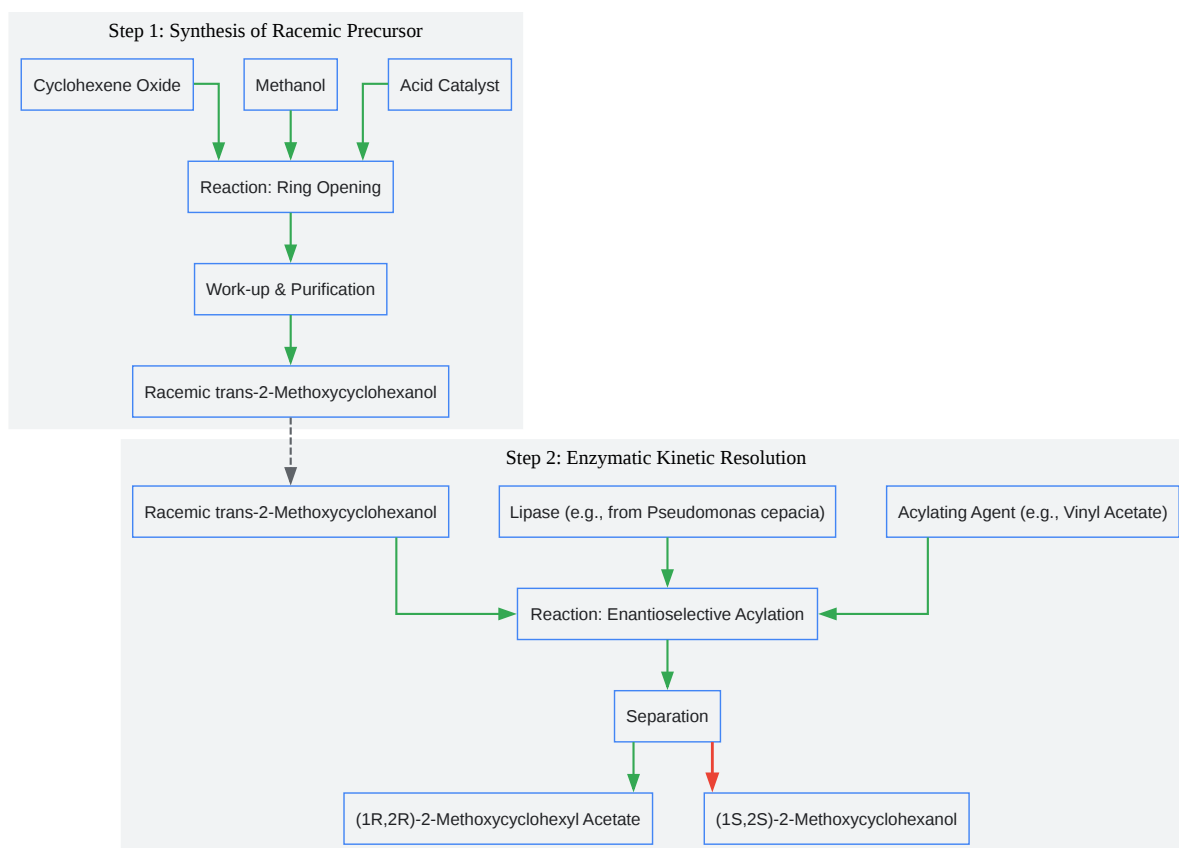 Step 1: Synthesis of Racemic Precursor
Cyclohexene Oxide
Methanol
Acid Catalyst
Reaction: Ring Opening
Work-up & Purification
Racemic trans-2-Methoxycyclohexanol
Step 2: Enzymatic Kinetic Resolution
Racemic trans-2-Methoxycyclohexanol
Lipase (e.g., from Pseudomonas cepacia)
Acylating Agent (e.g., Vinyl Acetate)
Reaction: Enantioselective Acylation
Separation
(1R,2R)-2-Methoxycyclohexyl Acetate
(1S,2S)-2-Methoxycyclohexanol